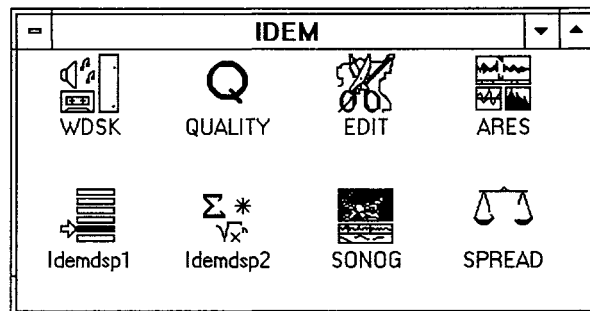 IDEM
WDSK QUALITY EDIT ARES
Idemdsp1 Idemdsp2 SONOG SPREAD